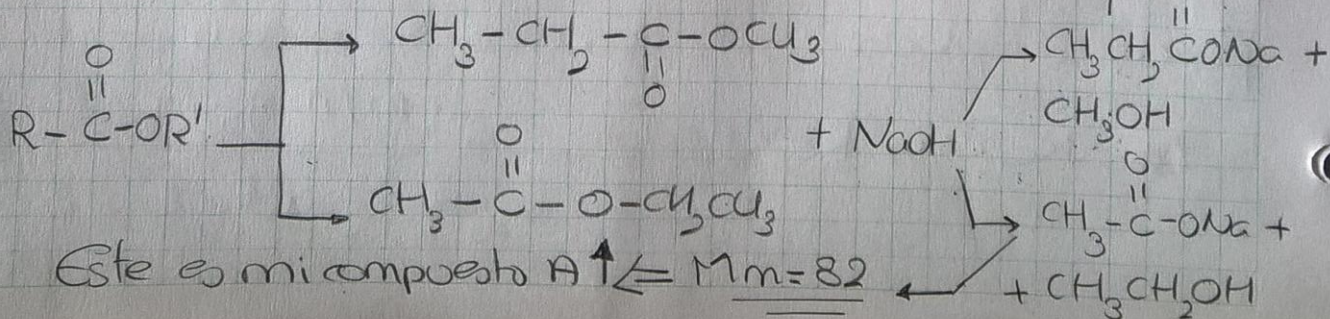 CH₃-CH₂-C-OCH₃
||
O
O
||
R-C-OR'
+ NaOH
||
CH₃CH₂CONa +
CH₃OH
O
||
CH₃-C-O-CH₂CH₃
O
||
CH₃-C-ONa +
+ CH₃CH₂OH
Este es mi compuesto A ⇐ Mm=82